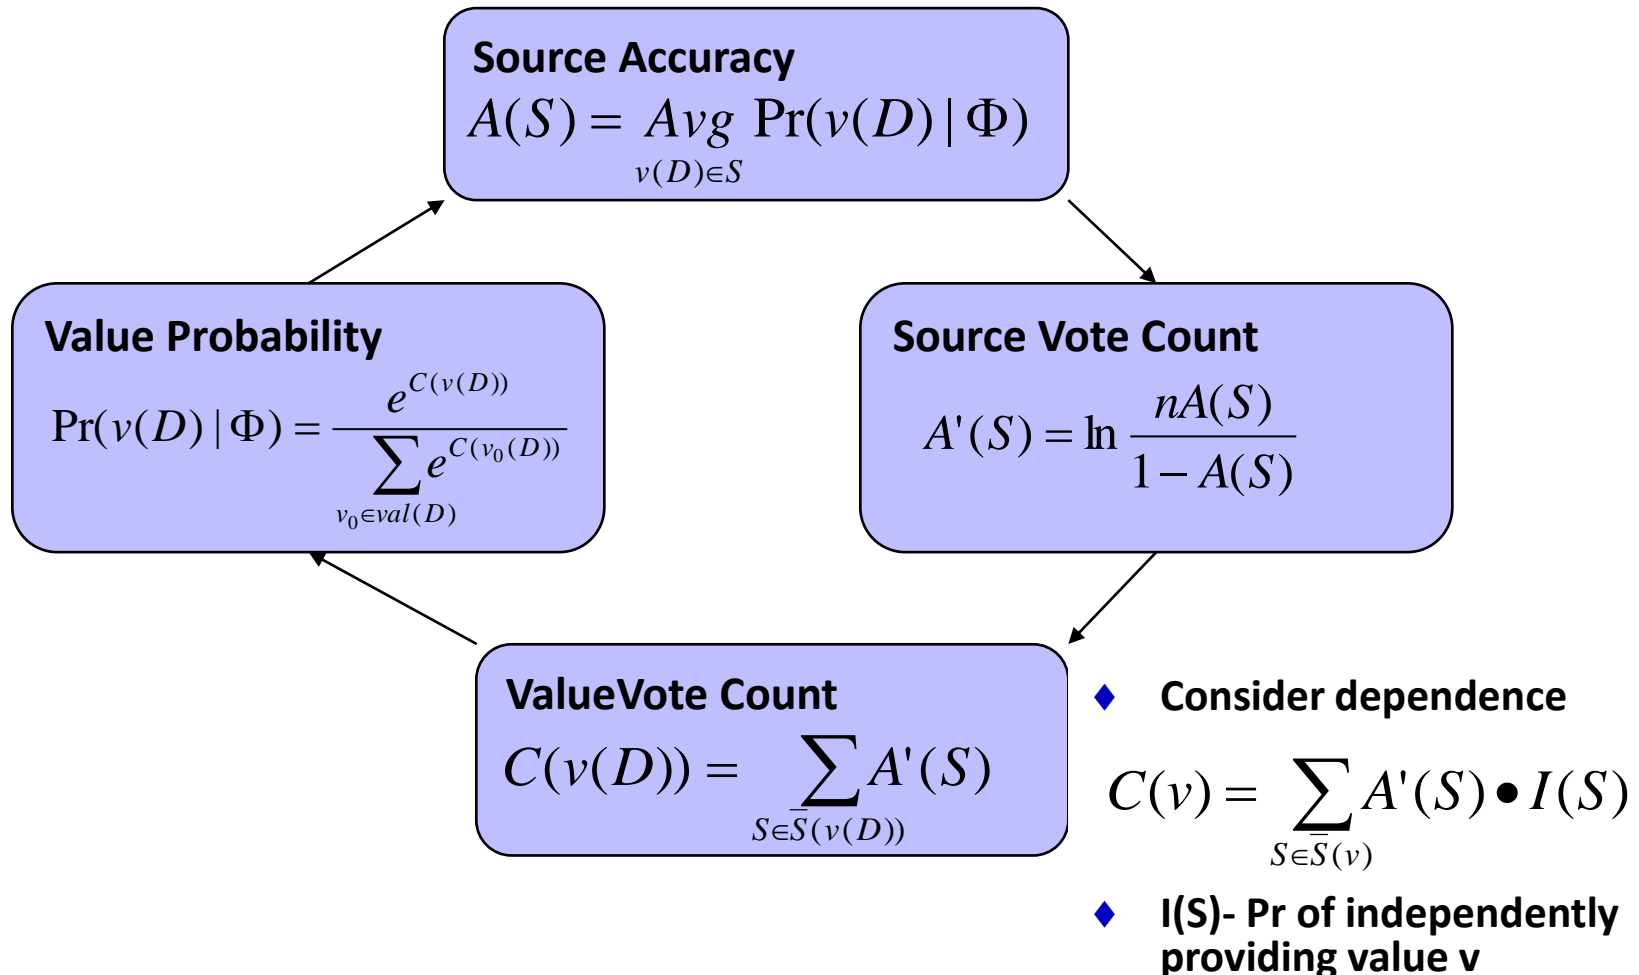 Source Accuracy
A(S) = Avg Pr(v(D) | Φ)
v(D)∈S
Value Probability
Pr(v(D) | Φ) = e^{C(v(D))} / ∑ e^{C(v₀(D))}
v₀∈val(D)
Source Vote Count
A'(S) = ln nA(S) / 1 − A(S)
ValueVote Count
C(v(D)) = ∑ A'(S)
S∈S̅(v(D))
♦ Consider dependence
C(v) = ∑ A'(S) • I(S)
S∈S̅(v)
♦ I(S)- Pr of independently
providing value v